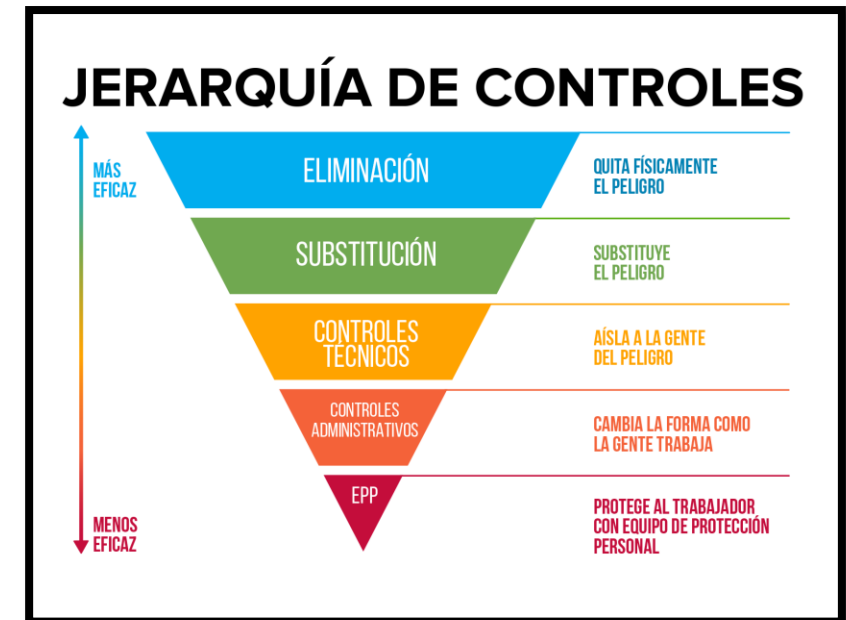 JERARQUÍA DE CONTROLES
MÁS
EFICAZ
ELIMINACIÓN
QUITA FÍSICAMENTE
EL PELIGRO
SUBSTITUCIÓN
SUBSTITUYE
EL PELIGRO
CONTROLES
TÉCNICOS
AÍSLA A LA GENTE
DEL PELIGRO
CONTROLES
ADMINISTRATIVOS
CAMBIA LA FORMA COMO
LA GENTE TRABAJA
EPP
MENOS
EFICAZ
PROTEGE AL TRABAJADOR
CON EQUIPO DE PROTECCIÓN
PERSONAL